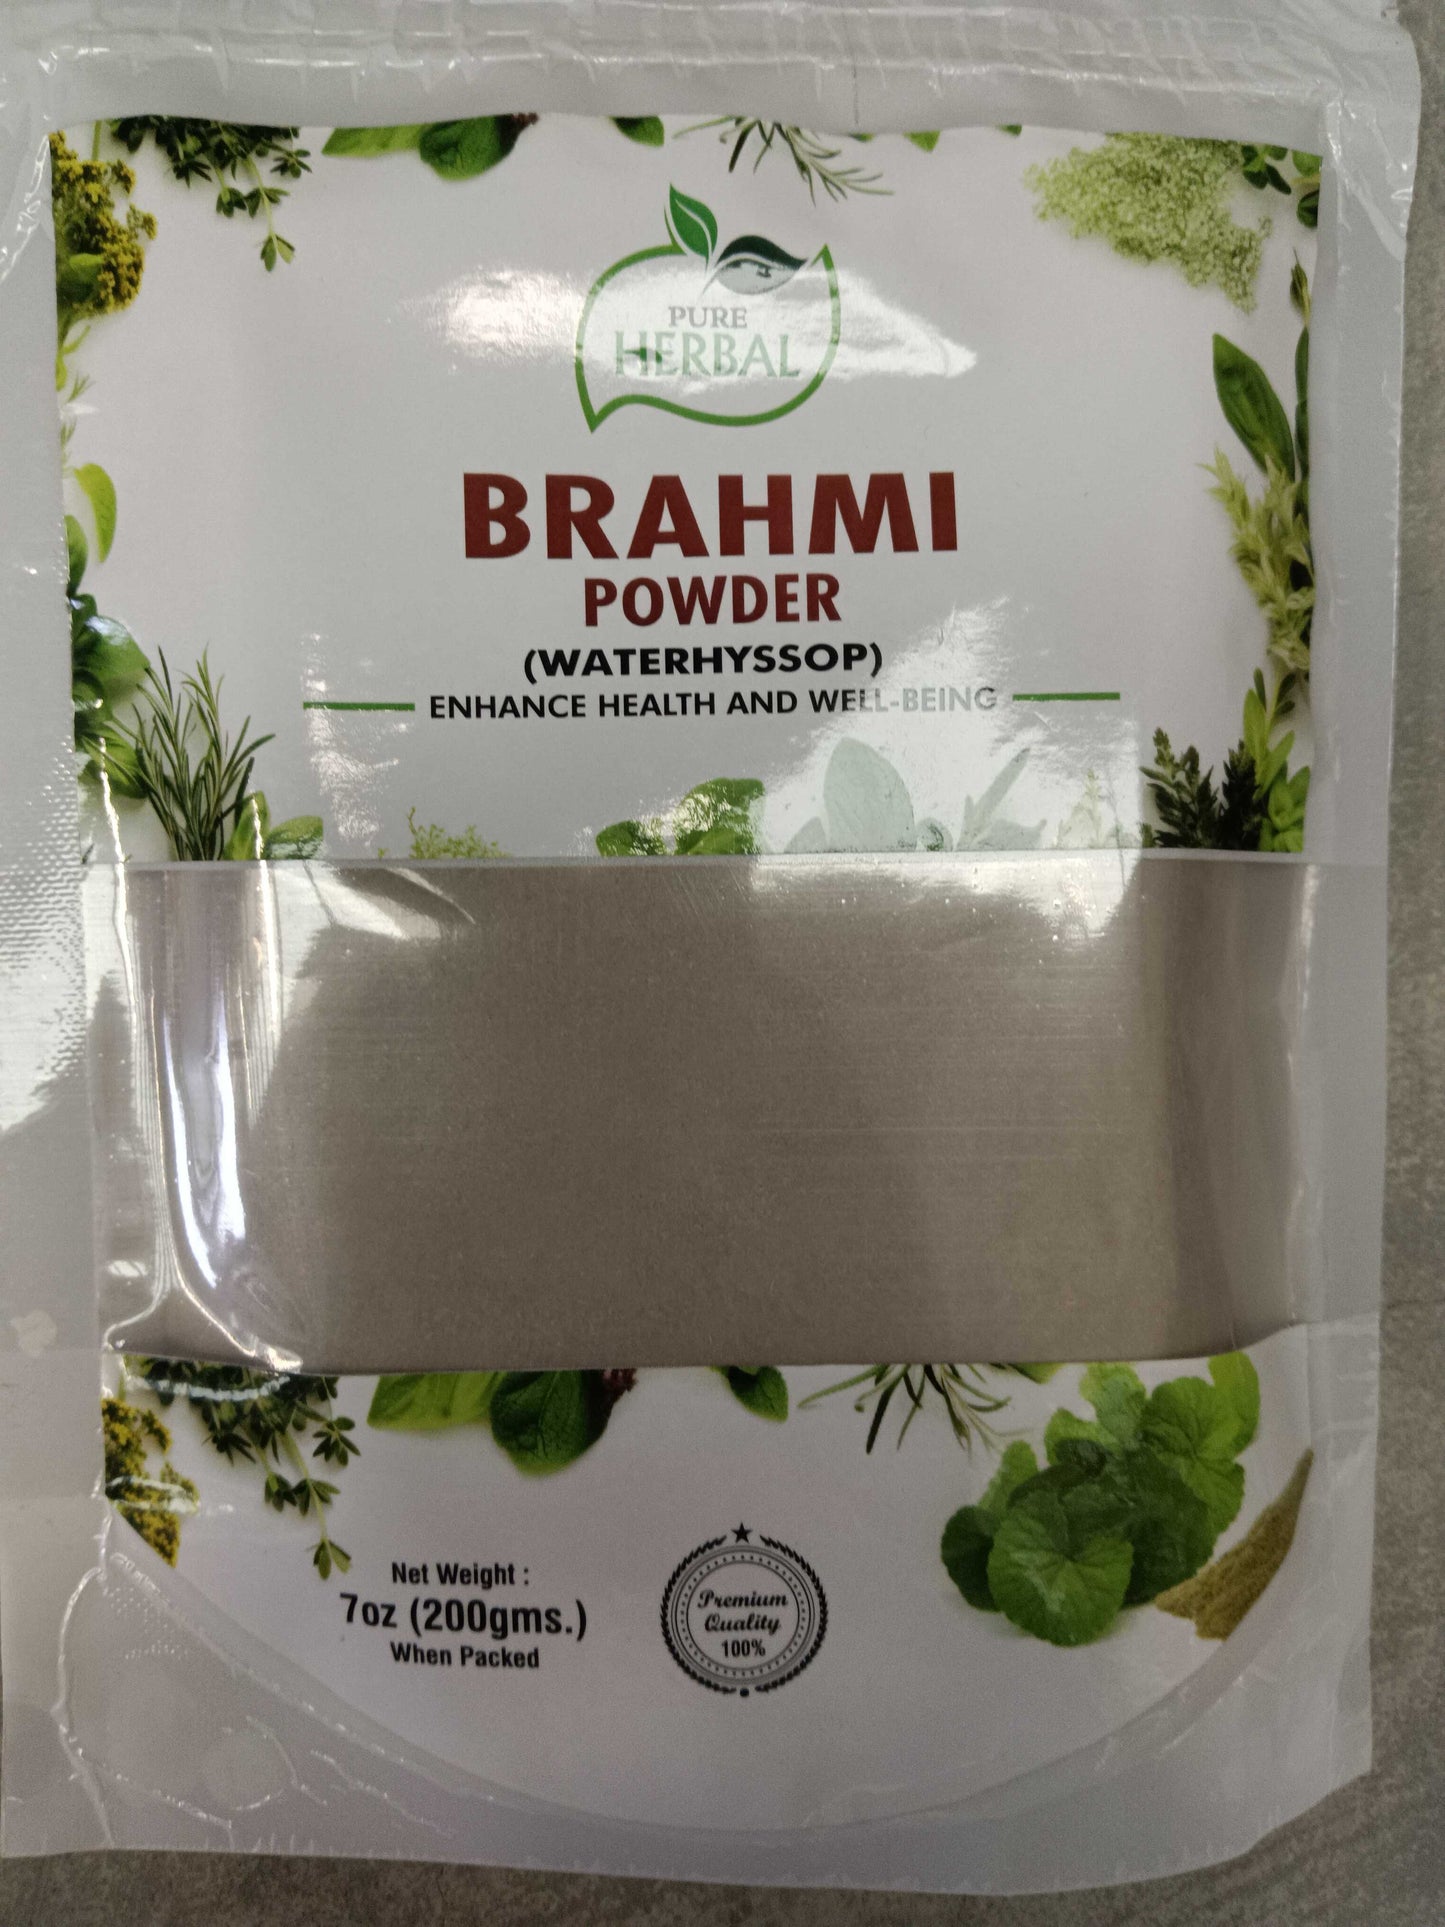 PURE
HERBAL
BRAHMI
POWDER
(WATERHYSSOP)
ENHANCE HEALTH AND WELL-BEING
Net Weight :
7oz (200gms.)
When Packed
Premium
Quality
100%